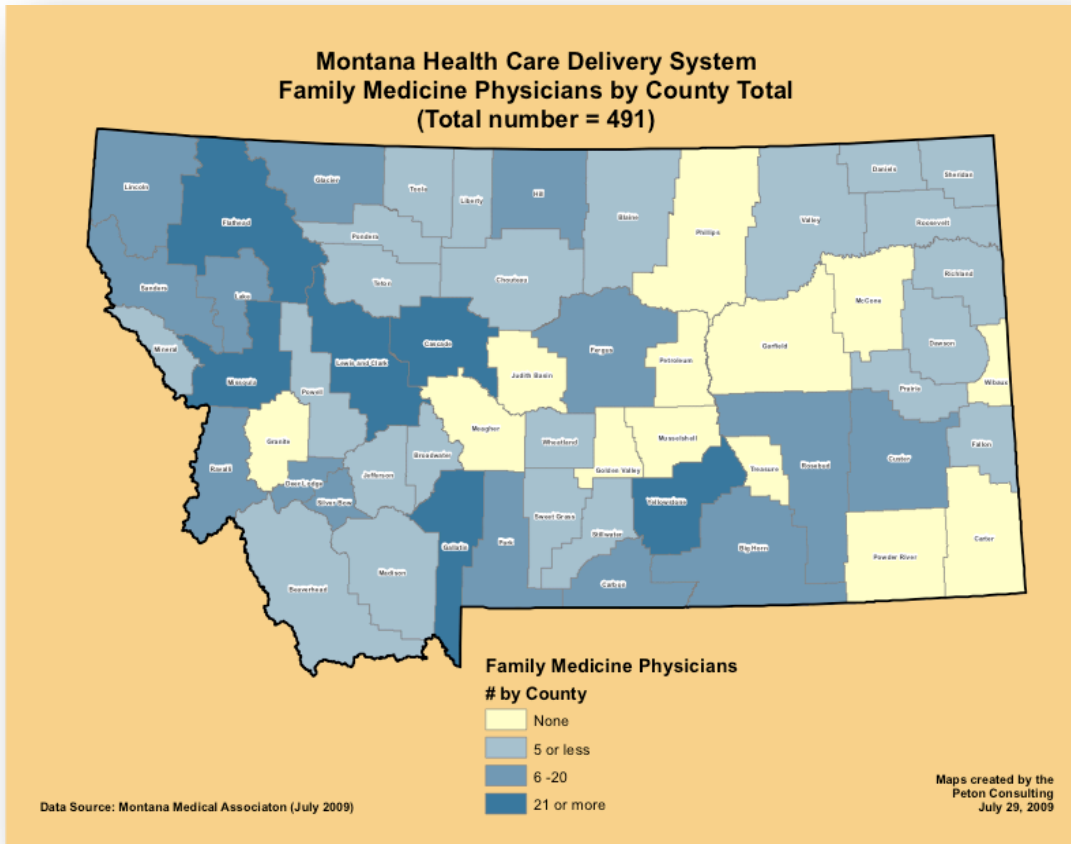 Montana Health Care Delivery System
Family Medicine Physicians by County Total
(Total number = 491)
Lincoln
Flathead
Glacier
Toole
Liberty
Hill
Blaine
Phillips
Valley
Daniels
Sheridan
Roosevelt
Pondera
Teton
Chouteau
Sanders
Lake
Mineral
Missoula
Powell
Lewis and Clark
Cascade
Judith Basin
Fergus
Petroleum
Garfield
McCone
Richland
Dawson
Prairie
Wibaux
Granite
Ravalli
Deer Lodge
Silver Bow
Jefferson
Broadwater
Meagher
Wheatland
Golden Valley
Musselshell
Treasure
Rosebud
Custer
Fallon
Beaverhead
Madison
Gallatin
Park
Sweet Grass
Stillwater
Carbon
Yellowstone
Big Horn
Powder River
Carter
Family Medicine Physicians
# by County
None
5 or less
6 -20
21 or more
Data Source: Montana Medical Associaton (July 2009)
Maps created by the
Peton Consulting
July 29, 2009